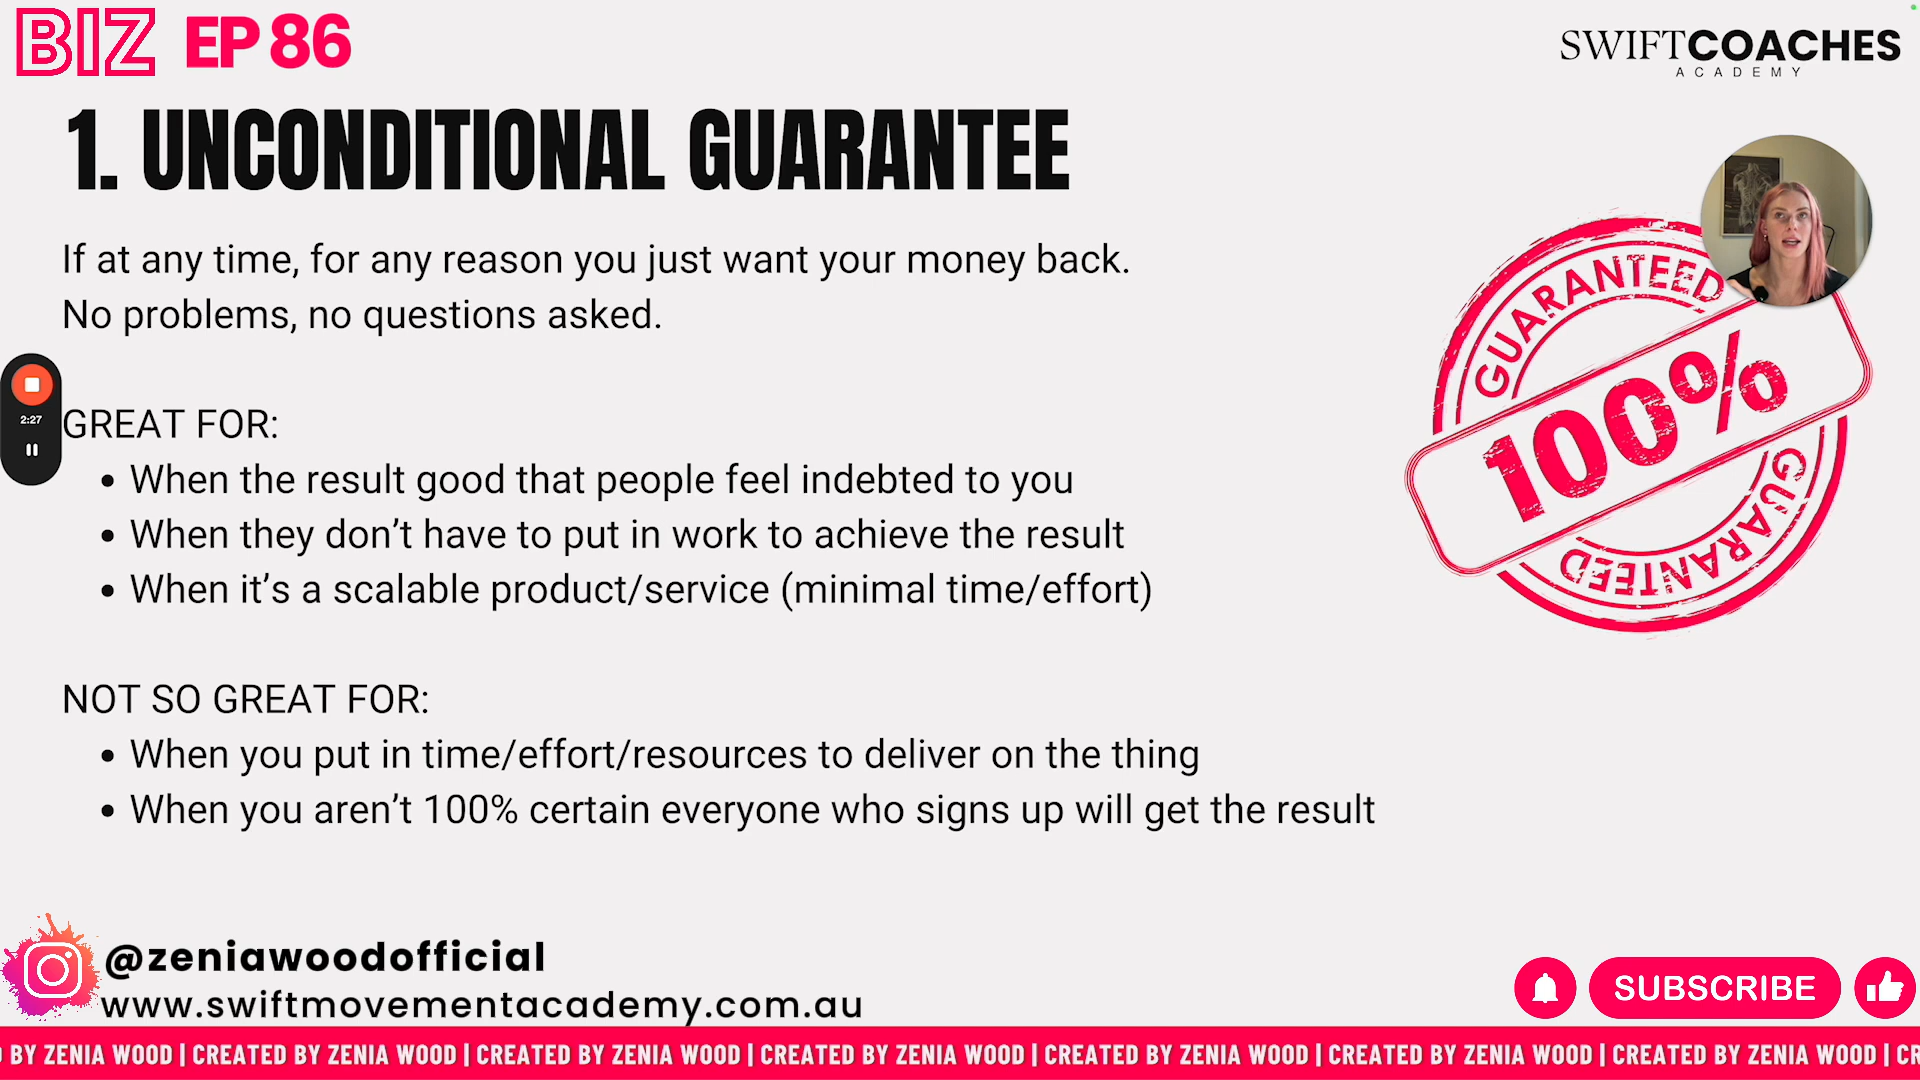 BIZ EP 86
SWIFTCOACHES
ACADEMY
1. UNCONDITIONAL GUARANTEE
If at any time, for any reason you just want your money back.
No problems, no questions asked.
GUARANTEED
100%
GUARANTEED
2:27
GREAT FOR:
• When the result good that people feel indebted to you
• When they don’t have to put in work to achieve the result
• When it’s a scalable product/service (minimal time/effort)
NOT SO GREAT FOR:
• When you put in time/effort/resources to deliver on the thing
• When you aren’t 100% certain everyone who signs up will get the result
@zeniawoodofficial
www.swiftmovementacademy.com.au
SUBSCRIBE
D BY ZENIA WOOD | CREATED BY ZENIA WOOD | CREATED BY ZENIA WOOD | CREATED BY ZENIA WOOD | CREATED BY ZENIA WOOD | CREATED BY ZENIA WOOD | CREATED BY ZENIA WOOD | CR